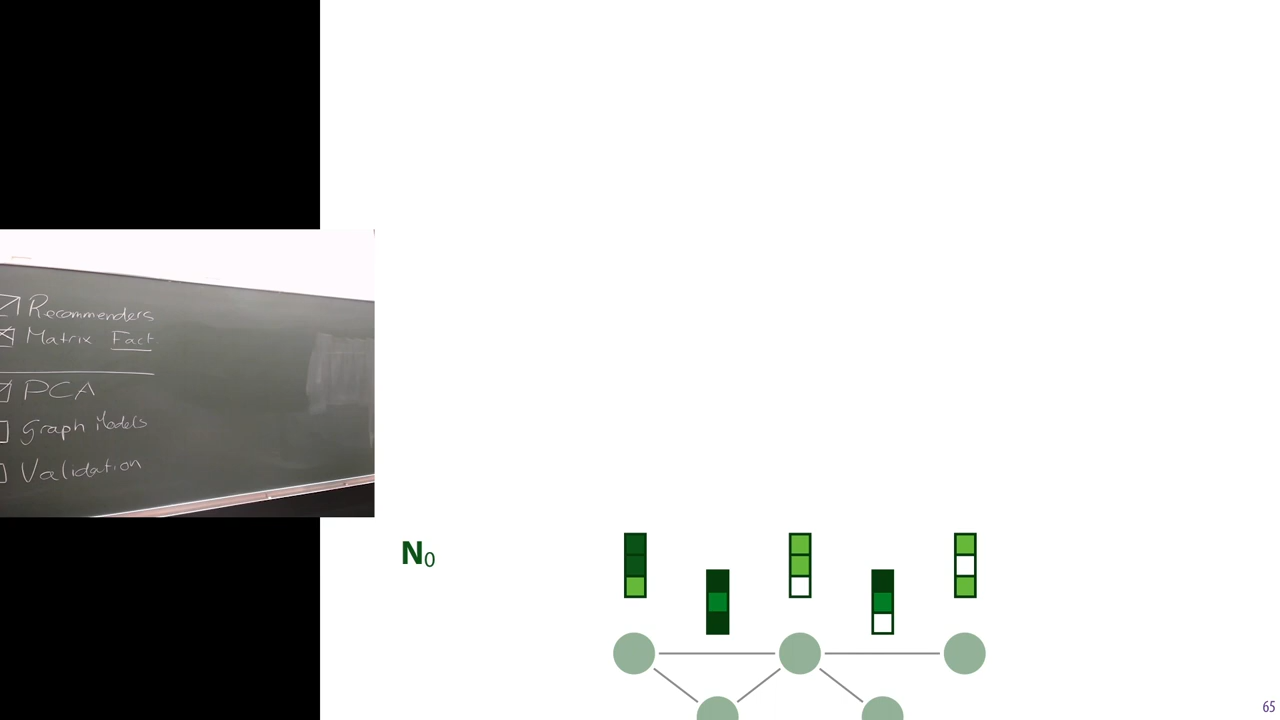 Recommenders
Matrix Fact
PCA
Graph Models
Validation
N₀
65